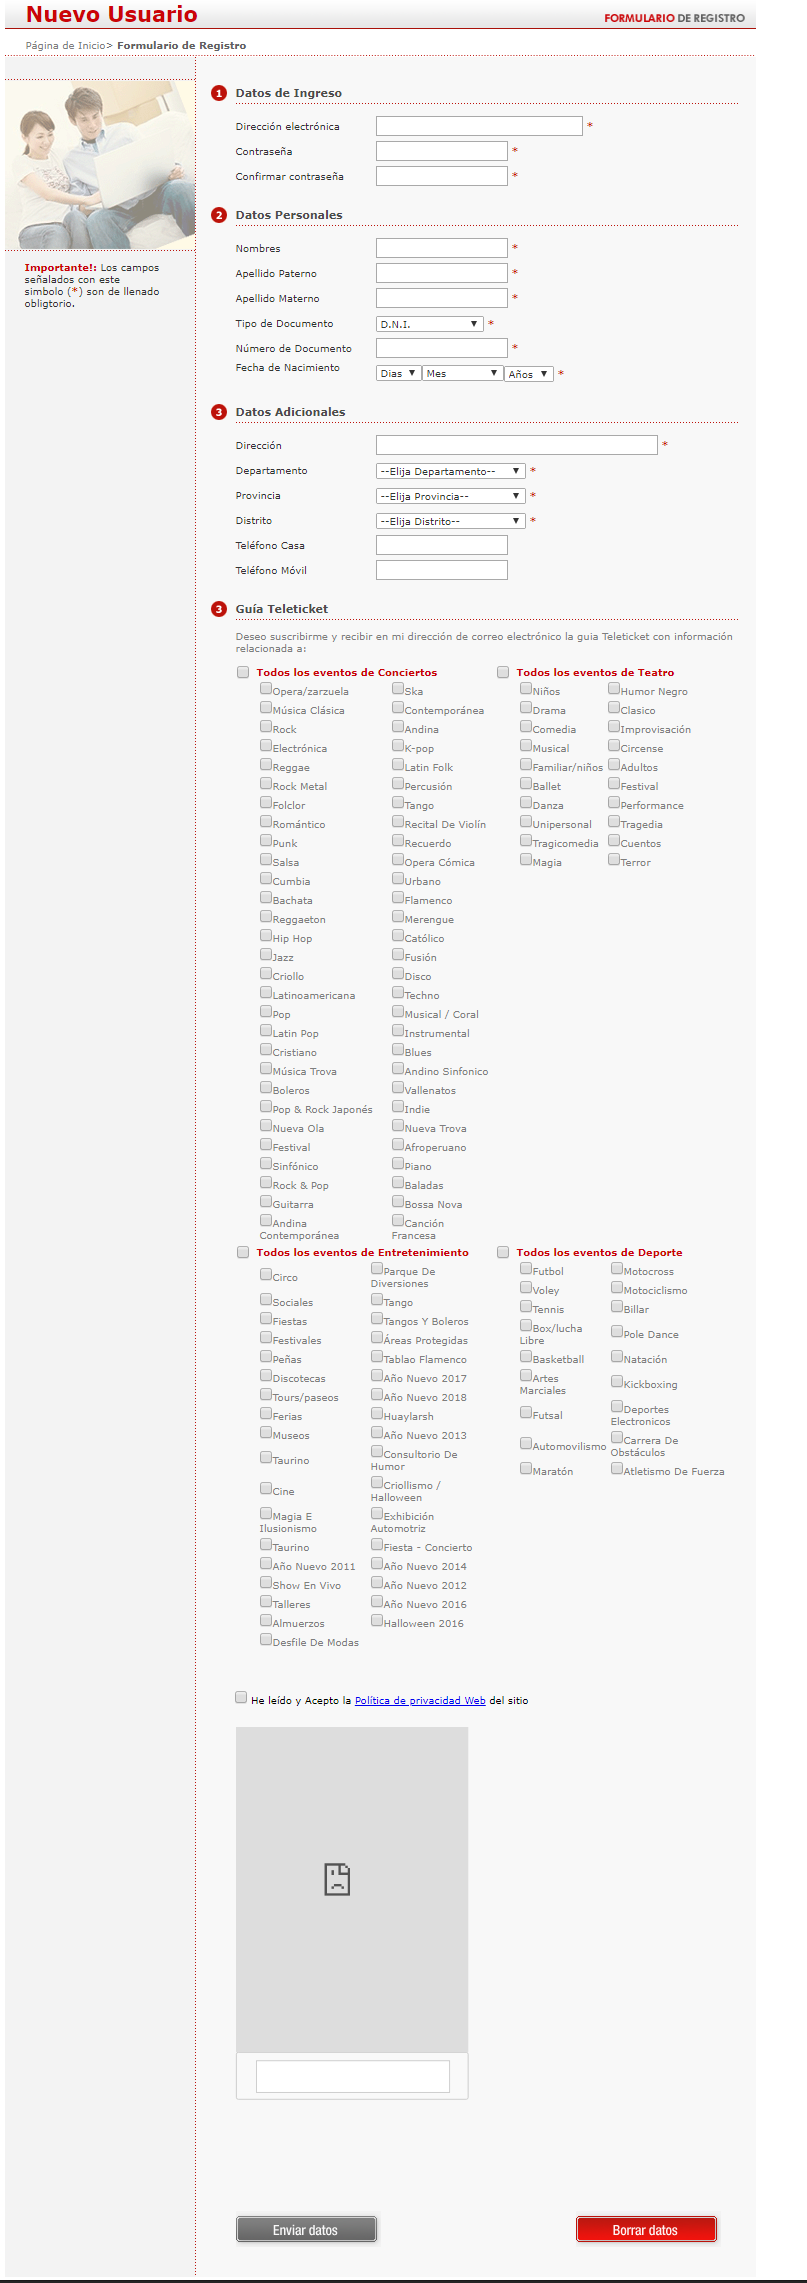 Nuevo Usuario
FORMULARIO DE REGISTRO
Página de Inicio> Formulario de Registro
Importante!: Los campos
señalados con este
simbolo (*) son de llenado
obligtorio.
1 Datos de Ingreso
Dirección electrónica *
Contraseña *
Confirmar contraseña *
2 Datos Personales
Nombres *
Apellido Paterno *
Apellido Materno *
Tipo de Documento D.N.I. *
Número de Documento *
Fecha de Nacimiento Dias Mes Años *
3 Datos Adicionales
Dirección *
Departamento --Elija Departamento-- *
Provincia --Elija Provincia-- *
Distrito --Elija Distrito-- *
Teléfono Casa
Teléfono Móvil
3 Guía Teleticket
Deseo suscribirme y recibir en mi dirección de correo electrónico la guia Teleticket con información
relacionada a:
Todos los eventos de Conciertos
Opera/zarzuela Ska
Música Clásica Contemporánea
Rock Andina
Electrónica K-pop
Reggae Latin Folk
Rock Metal Percusión
Folclor Tango
Romántico Recital De Violín
Punk Recuerdo
Salsa Opera Cómica
Cumbia Urbano
Bachata Flamenco
Reggaeton Merengue
Hip Hop Católico
Jazz Fusión
Criollo Disco
Latinoamericana Techno
Pop Musical / Coral
Latin Pop Instrumental
Cristiano Blues
Música Trova Andino Sinfonico
Boleros Vallenatos
Pop & Rock Japonés Indie
Nueva Ola Nueva Trova
Festival Afroperuano
Sinfónico Piano
Rock & Pop Baladas
Guitarra Bossa Nova
Andina Canción
Contemporánea Francesa
Todos los eventos de Teatro
Niños Humor Negro
Drama Clasico
Comedia Improvisación
Musical Circense
Familiar/niños Adultos
Ballet Festival
Danza Performance
Unipersonal Tragedia
Tragicomedia Cuentos
Magia Terror
Todos los eventos de Entretenimiento
Circo Parque De
Diversiones
Sociales Tango
Fiestas Tangos Y Boleros
Festivales Áreas Protegidas
Peñas Tablao Flamenco
Discotecas Año Nuevo 2017
Tours/paseos Año Nuevo 2018
Ferias Huaylarsh
Museos Año Nuevo 2013
Taurino Consultorio De
Humor
Cine Criollismo /
Halloween
Magia E Exhibición
Ilusionismo Automotriz
Taurino Fiesta - Concierto
Año Nuevo 2011 Año Nuevo 2014
Show En Vivo Año Nuevo 2012
Talleres Año Nuevo 2016
Almuerzos Halloween 2016
Desfile De Modas
Todos los eventos de Deporte
Futbol Motocross
Voley Motociclismo
Tennis Billar
Box/lucha Pole Dance
Libre
Basketball Natación
Artes Kickboxing
Marciales
Futsal Deportes
Electronicos
Automovilismo Carrera De
Obstáculos
Maratón Atletismo De Fuerza
He leído y Acepto la Política de privacidad Web del sitio
Enviar datos
Borrar datos